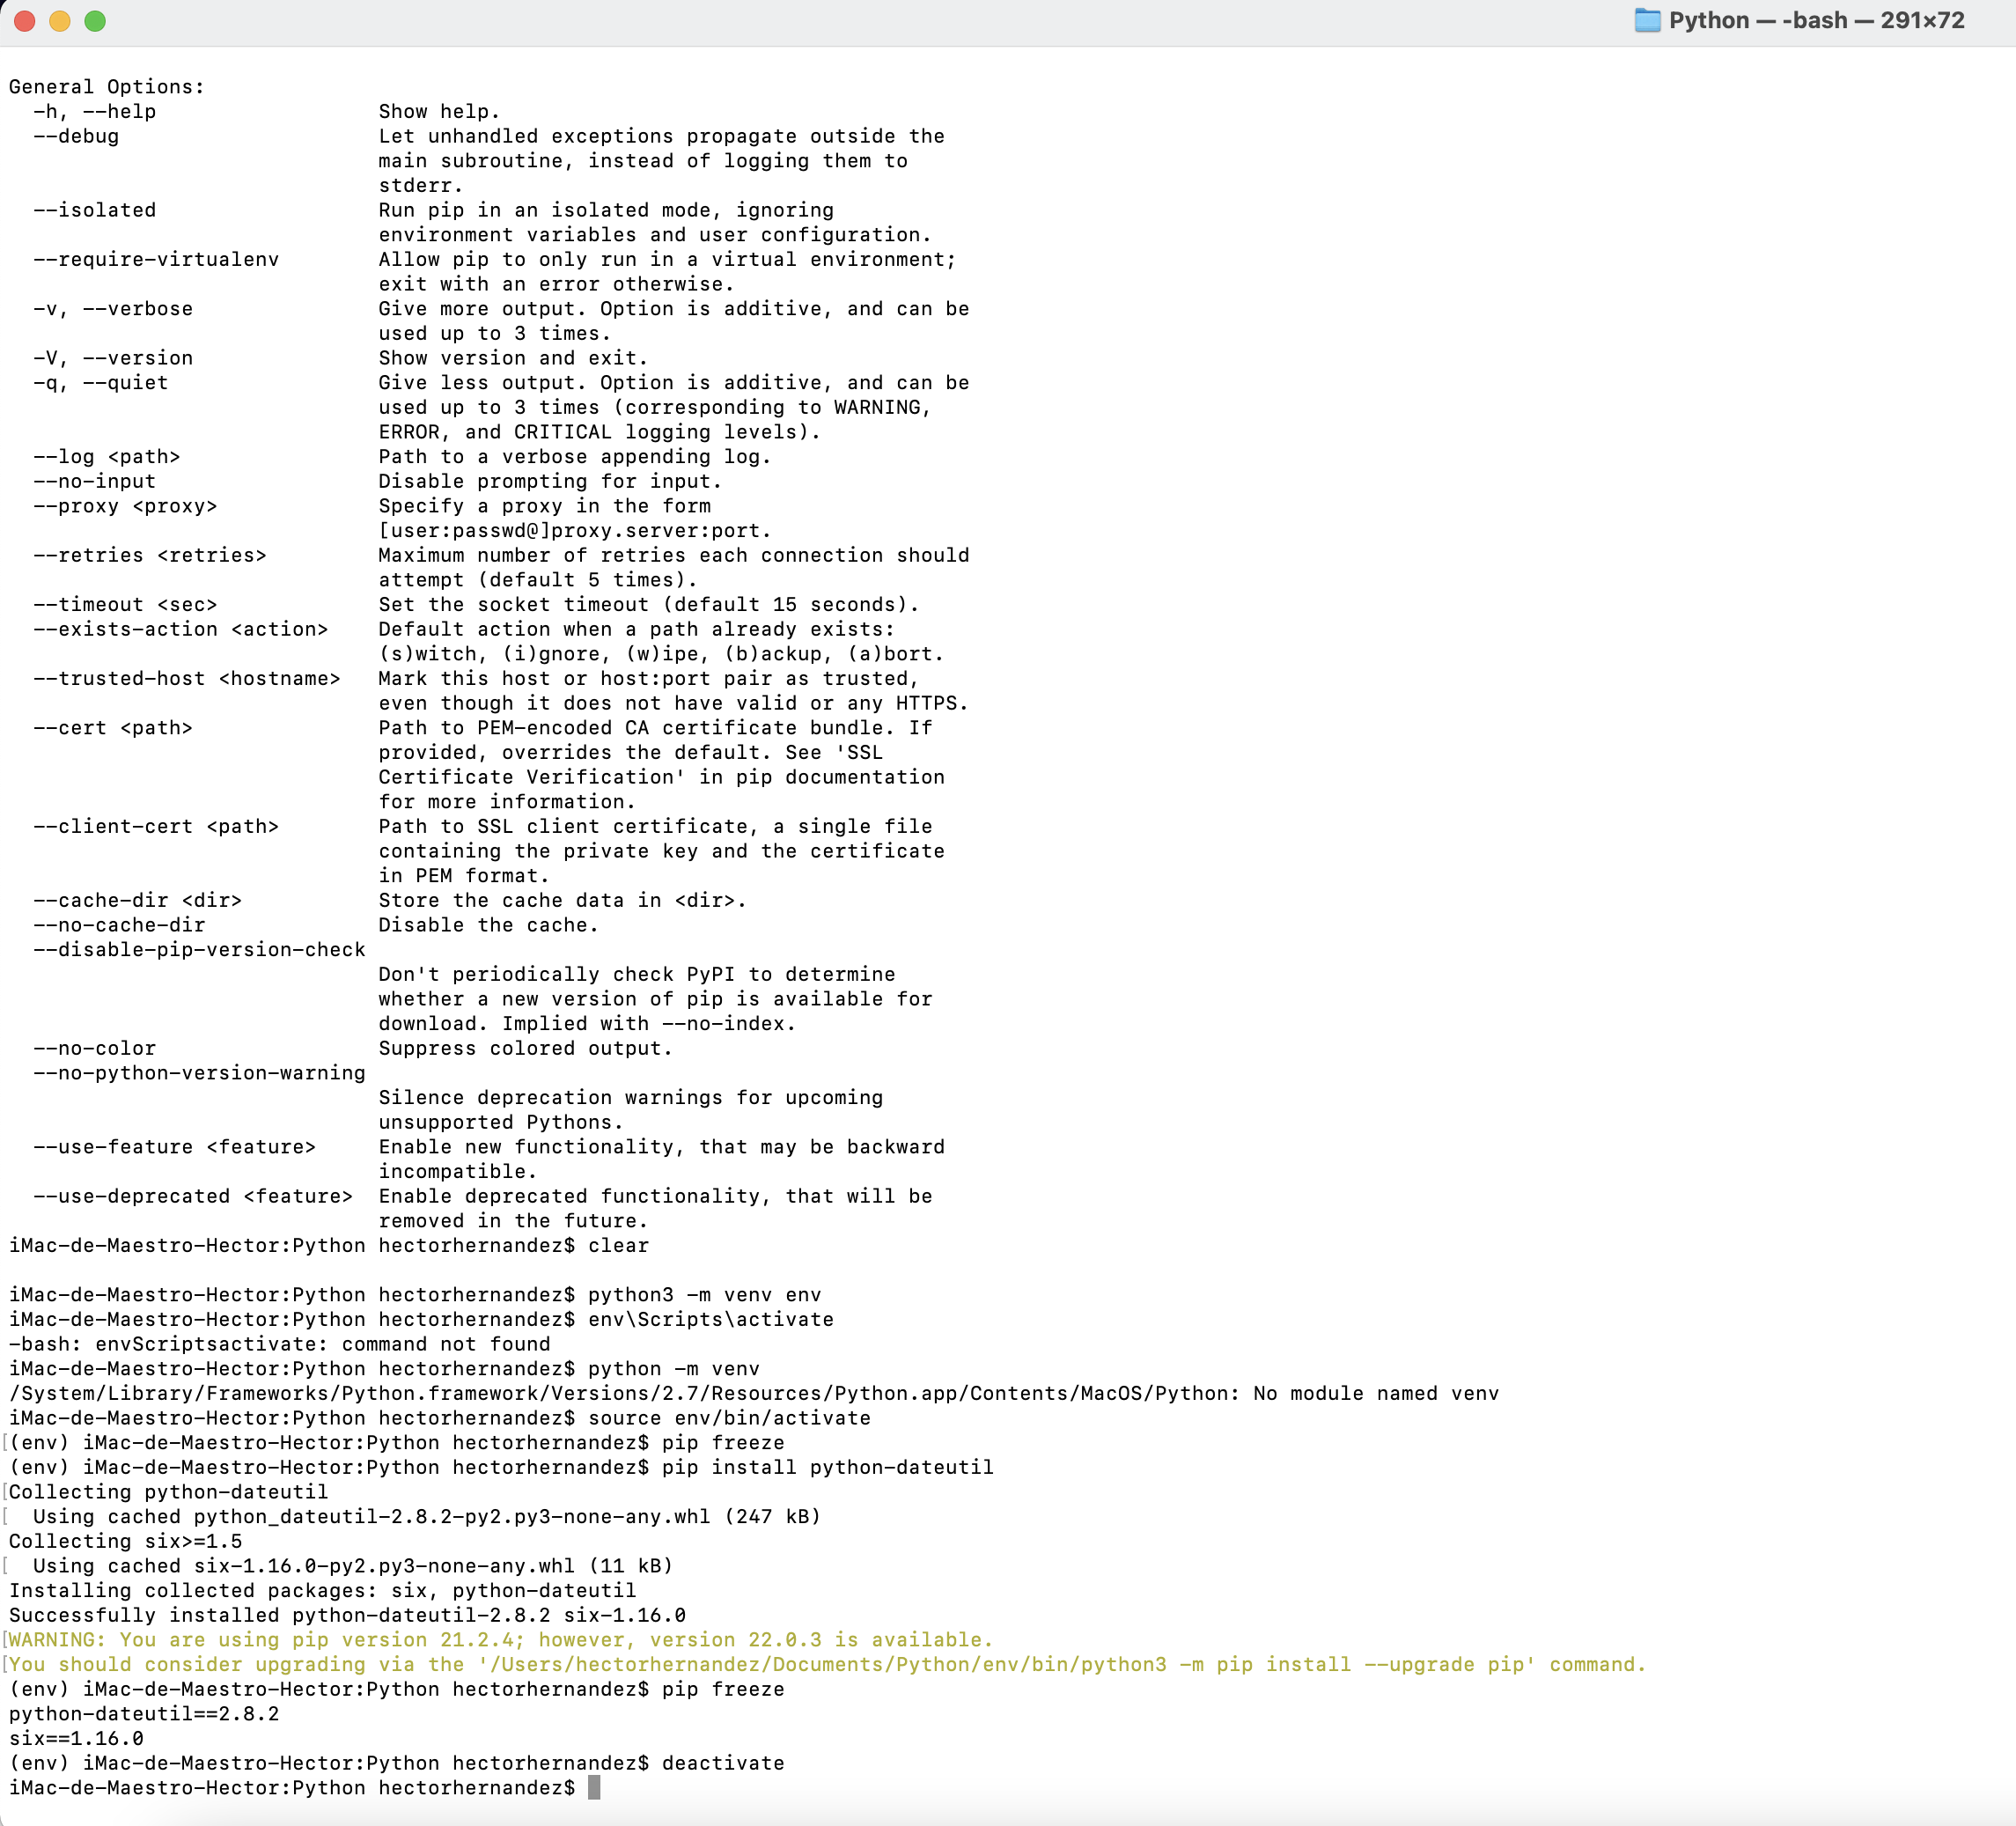 Python — -bash — 291×72
General Options:
  -h, --help                  Show help.
  --debug                     Let unhandled exceptions propagate outside the
                              main subroutine, instead of logging them to
                              stderr.
  --isolated                  Run pip in an isolated mode, ignoring
                              environment variables and user configuration.
  --require-virtualenv        Allow pip to only run in a virtual environment;
                              exit with an error otherwise.
  -v, --verbose               Give more output. Option is additive, and can be
                              used up to 3 times.
  -V, --version               Show version and exit.
  -q, --quiet                 Give less output. Option is additive, and can be
                              used up to 3 times (corresponding to WARNING,
                              ERROR, and CRITICAL logging levels).
  --log <path>                Path to a verbose appending log.
  --no-input                  Disable prompting for input.
  --proxy <proxy>             Specify a proxy in the form
                              [user:passwd@]proxy.server:port.
  --retries <retries>         Maximum number of retries each connection should
                              attempt (default 5 times).
  --timeout <sec>             Set the socket timeout (default 15 seconds).
  --exists-action <action>    Default action when a path already exists:
                              (s)witch, (i)gnore, (w)ipe, (b)ackup, (a)bort.
  --trusted-host <hostname>   Mark this host or host:port pair as trusted,
                              even though it does not have valid or any HTTPS.
  --cert <path>               Path to PEM-encoded CA certificate bundle. If
                              provided, overrides the default. See 'SSL
                              Certificate Verification' in pip documentation
                              for more information.
  --client-cert <path>        Path to SSL client certificate, a single file
                              containing the private key and the certificate
                              in PEM format.
  --cache-dir <dir>           Store the cache data in <dir>.
  --no-cache-dir              Disable the cache.
  --disable-pip-version-check
                              Don't periodically check PyPI to determine
                              whether a new version of pip is available for
                              download. Implied with --no-index.
  --no-color                  Suppress colored output.
  --no-python-version-warning
                              Silence deprecation warnings for upcoming
                              unsupported Pythons.
  --use-feature <feature>     Enable new functionality, that may be backward
                              incompatible.
  --use-deprecated <feature>  Enable deprecated functionality, that will be
                              removed in the future.
iMac-de-Maestro-Hector:Python hectorhernandez$ clear
iMac-de-Maestro-Hector:Python hectorhernandez$ python3 -m venv env
iMac-de-Maestro-Hector:Python hectorhernandez$ env\Scripts\activate
-bash: envScriptsactivate: command not found
iMac-de-Maestro-Hector:Python hectorhernandez$ python -m venv
/System/Library/Frameworks/Python.framework/Versions/2.7/Resources/Python.app/Contents/MacOS/Python: No module named venv
iMac-de-Maestro-Hector:Python hectorhernandez$ source env/bin/activate
[(env) iMac-de-Maestro-Hector:Python hectorhernandez$ pip freeze
(env) iMac-de-Maestro-Hector:Python hectorhernandez$ pip install python-dateutil
[Collecting python-dateutil
[  Using cached python_dateutil-2.8.2-py2.py3-none-any.whl (247 kB)
Collecting six>=1.5
[  Using cached six-1.16.0-py2.py3-none-any.whl (11 kB)
Installing collected packages: six, python-dateutil
Successfully installed python-dateutil-2.8.2 six-1.16.0
[WARNING: You are using pip version 21.2.4; however, version 22.0.3 is available.
[You should consider upgrading via the '/Users/hectorhernandez/Documents/Python/env/bin/python3 -m pip install --upgrade pip' command.
(env) iMac-de-Maestro-Hector:Python hectorhernandez$ pip freeze
python-dateutil==2.8.2
six==1.16.0
(env) iMac-de-Maestro-Hector:Python hectorhernandez$ deactivate
iMac-de-Maestro-Hector:Python hectorhernandez$